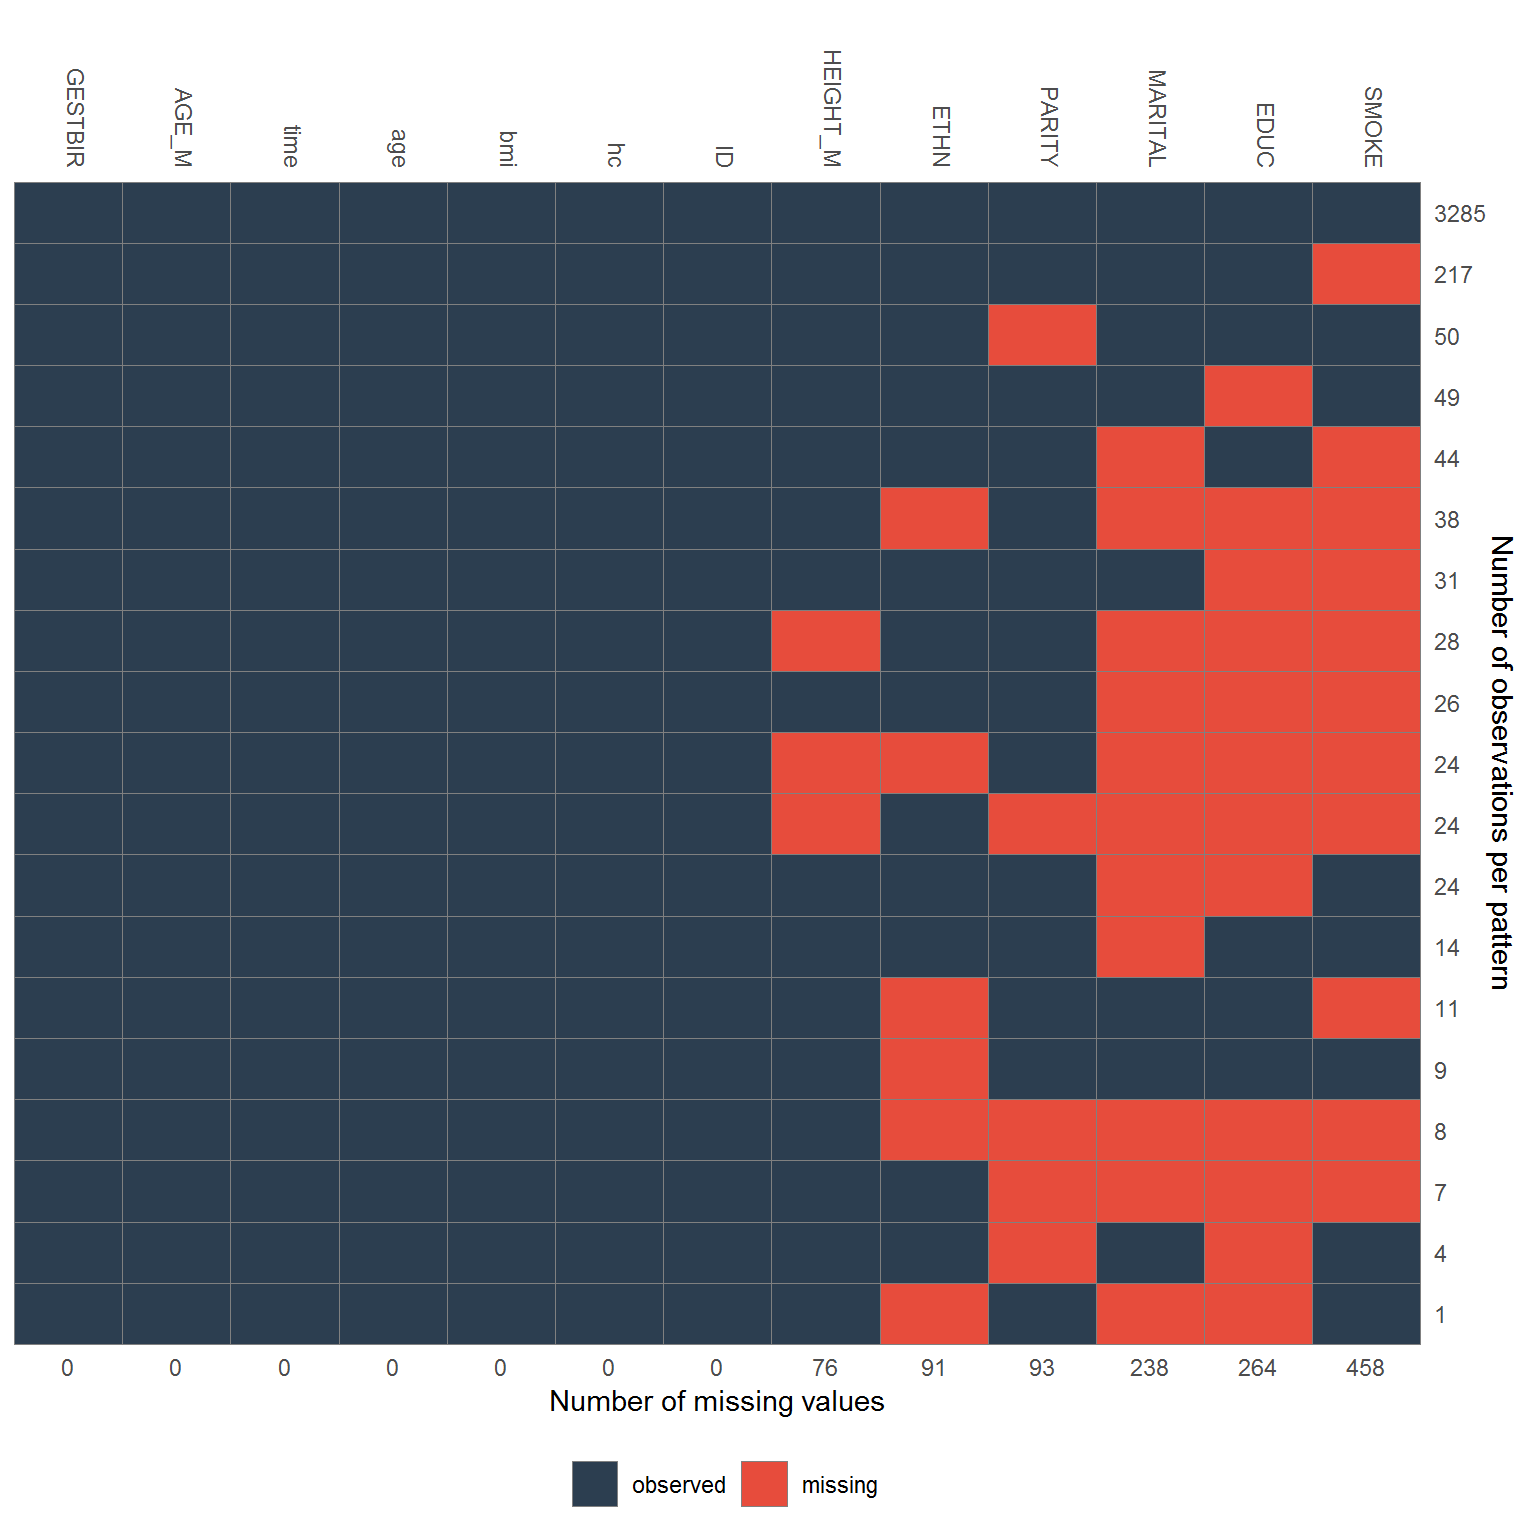 GESTBIR
AGE_M
time
age
bmi
hc
ID
HEIGHT_M
ETHN
PARITY
MARITAL
EDUC
SMOKE
3285
217
50
49
44
38
31
28
26
24
24
24
14
11
9
8
7
4
1
Number of observations per pattern
0 0 0 0 0 0 0 76 91 93 238 264 458
Number of missing values
observed missing